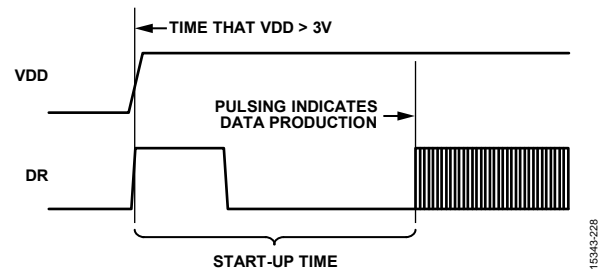 TIME THAT VDD > 3V
VDD
PULSING INDICATES
DATA PRODUCTION
DR
START-UP TIME
15343-228